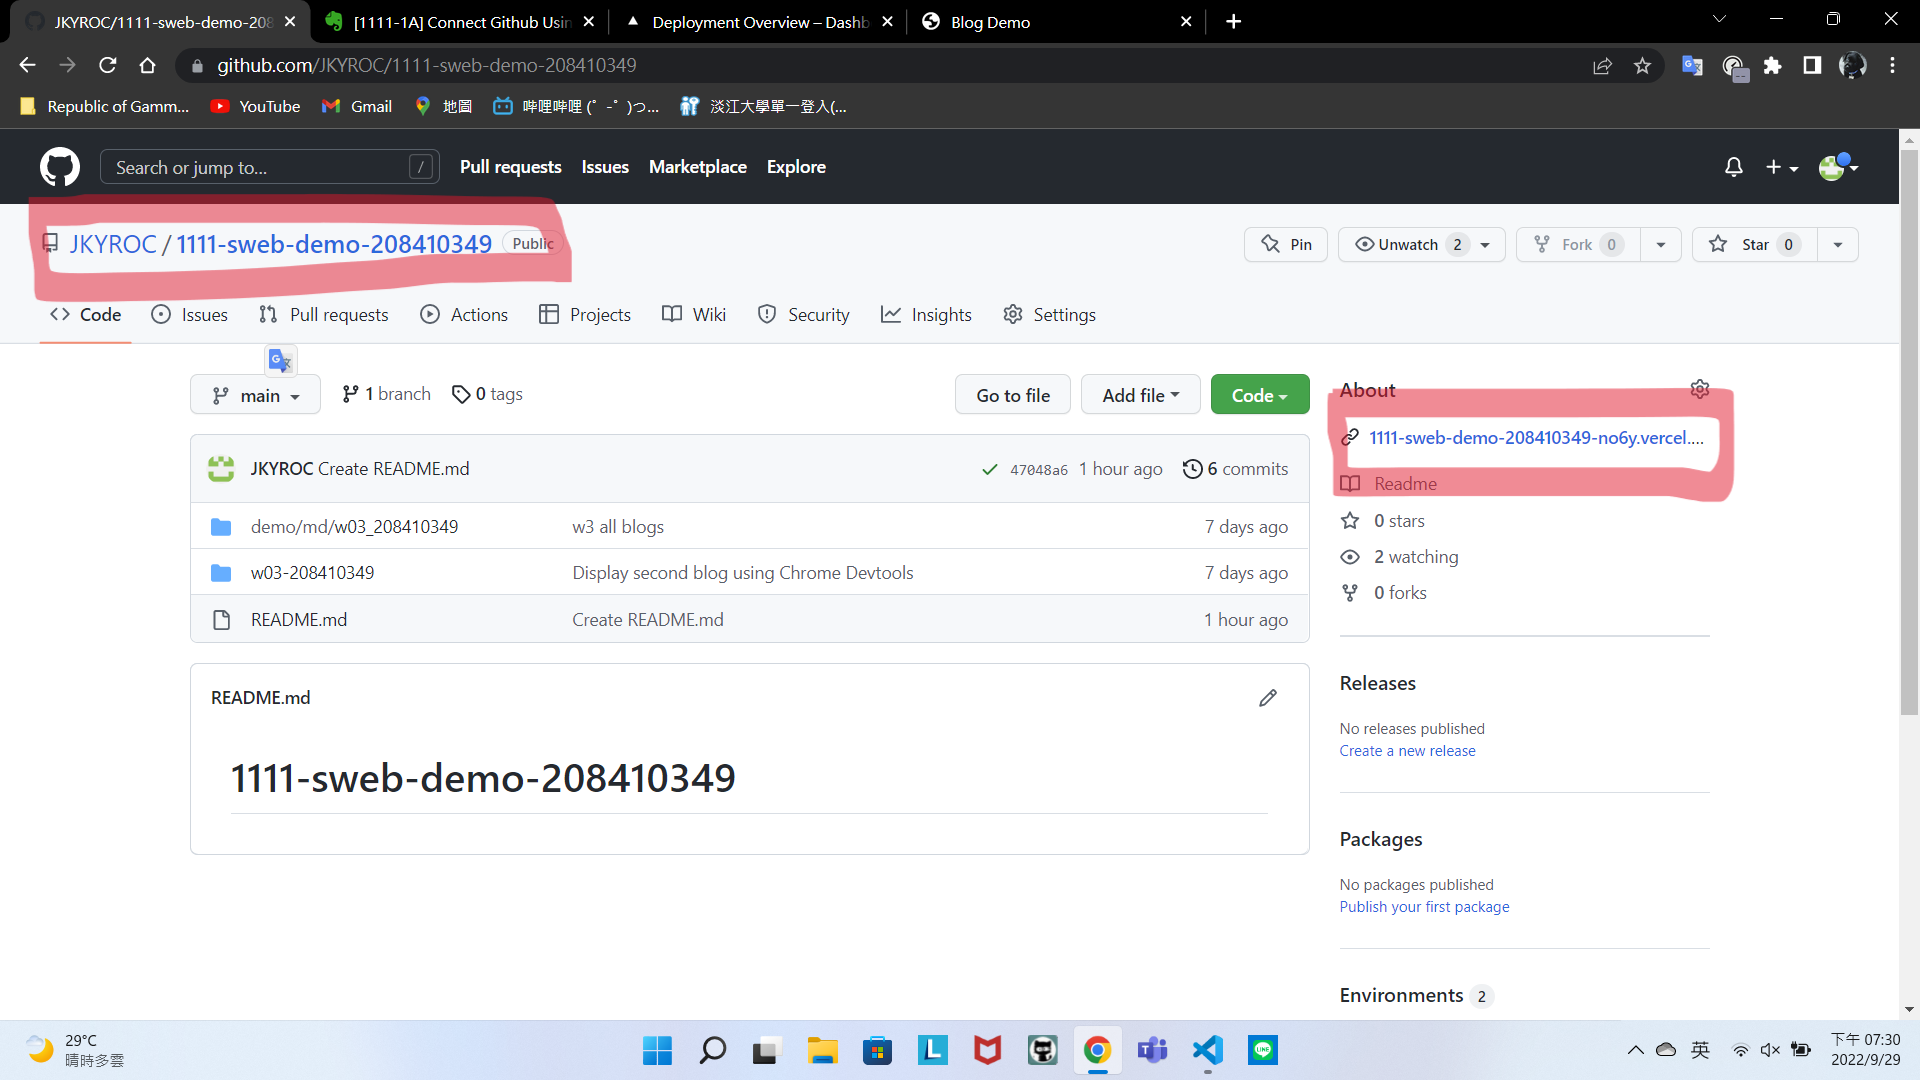 JKYROC/1111-sweb-demo-208
[1111-1A] Connect Github Usin
Deployment Overview – Dashb
Blog Demo
github.com/JKYROC/1111-sweb-demo-208410349
Republic of Gamm...
YouTube
Gmail
地圖
哔哩哔哩 (゜-゜)つ...
淡江大學單一登入(...
Search or jump to...
/
Pull requests
Issues
Marketplace
Explore
JKYROC / 1111-sweb-demo-208410349
Public
Pin
Unwatch 2
Fork 0
Star 0
Code
Issues
Pull requests
Actions
Projects
Wiki
Security
Insights
Settings
main
1 branch
0 tags
Go to file
Add file
Code
JKYROC Create README.md
47048a6 1 hour ago
6 commits
demo/md/w03_208410349
w3 all blogs
7 days ago
w03-208410349
Display second blog using Chrome Devtools
7 days ago
README.md
Create README.md
1 hour ago
README.md
1111-sweb-demo-208410349
About
1111-sweb-demo-208410349-no6y.vercel....
Readme
0 stars
2 watching
0 forks
Releases
No releases published
Create a new release
Packages
No packages published
Publish your first package
Environments 2
29°C
晴時多雲
英
下午 07:30
2022/9/29